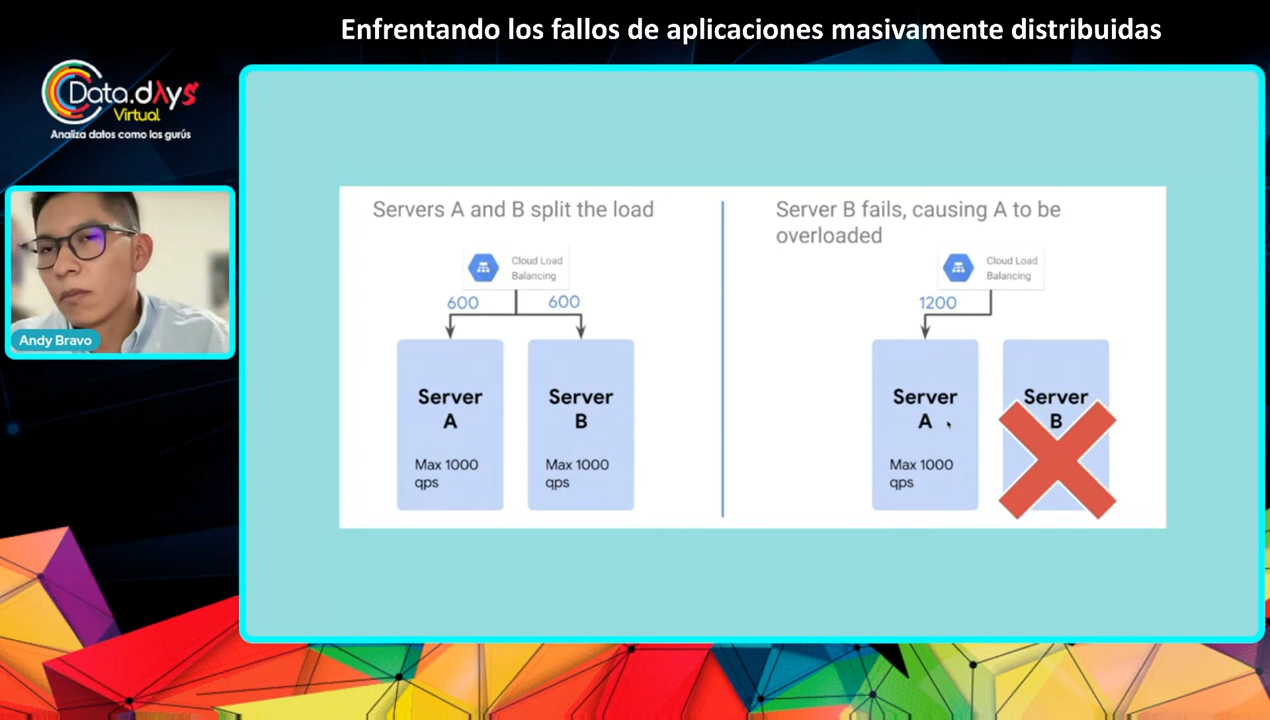 Enfrentando los fallos de aplicaciones masivamente distribuidas
Data.dAys
Virtual
Analiza datos como los gurús
Andy Bravo
Servers A and B split the load
Cloud Load
Balancing
600
600
Server
A
Max 1000
qps
Server
B
Max 1000
qps
Server B fails, causing A to be
overloaded
Cloud Load
Balancing
1200
Server
A
Max 1000
qps
Server
B